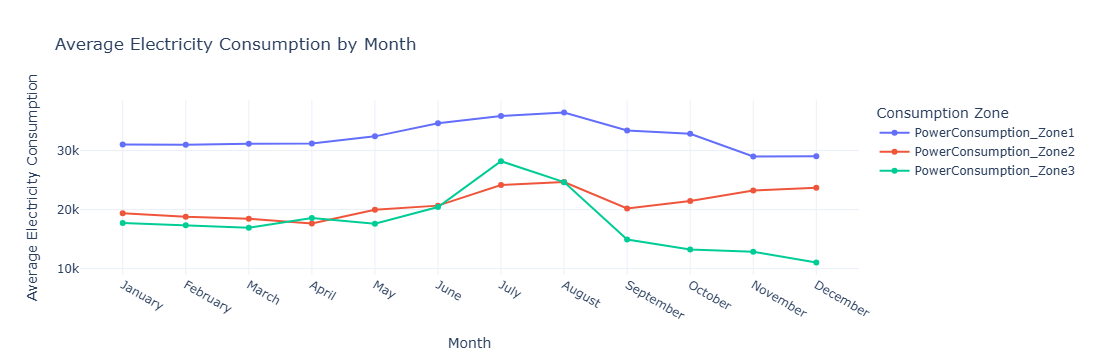 Average Electricity Consumption by Month
Average Electricity Consumption
30k
20k
10k
January
February
March
April
May
June
July
August
September
October
November
December
Month
Consumption Zone
PowerConsumption_Zone1
PowerConsumption_Zone2
PowerConsumption_Zone3